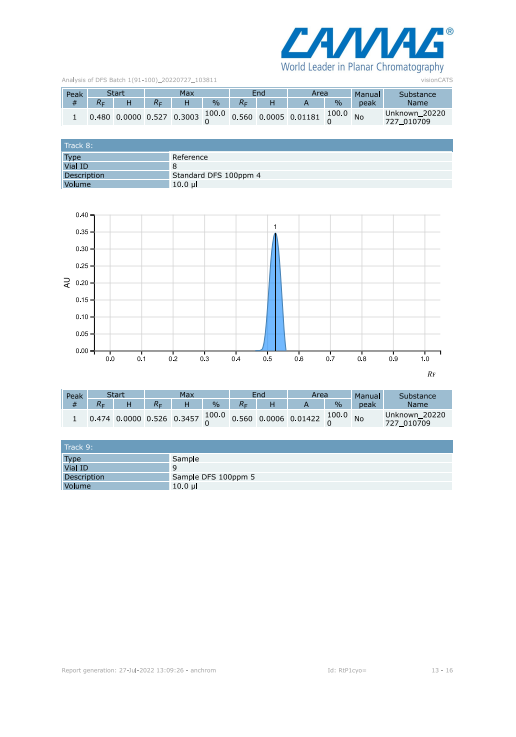 CAMAG®
World Leader in Planar Chromatography
Analyses of DFS Batch 1(91-100)_20220727_103811 visionCATS
Peak # Start Max End Area Manual peak Substance Name
RF H RF H % RF H A %
1 0.480 0.0000 0.527 0.3003 100.00 0.560 0.0005 0.01181 100.00 No Unknown_20220727_010709
Track 8:
Type Reference
Vial ID 8
Description Standard DFS 100ppm 4
Volume 10.0 µl
0.40
0.35
0.30
0.25
0.20
0.15
0.10
0.05
0.00
AU
1
0.0 0.1 0.2 0.3 0.4 0.5 0.6 0.7 0.8 0.9 1.0
RF
Peak # Start Max End Area Manual peak Substance Name
RF H RF H % RF H A %
1 0.474 0.0000 0.526 0.3457 100.00 0.560 0.0006 0.01422 100.00 No Unknown_20220727_010709
Track 9:
Type Sample
Vial ID 9
Description Sample DFS 100ppm 5
Volume 10.0 µl
Report generation: 27-Jul-2022 13:09:26 - anchrom 13 - 16